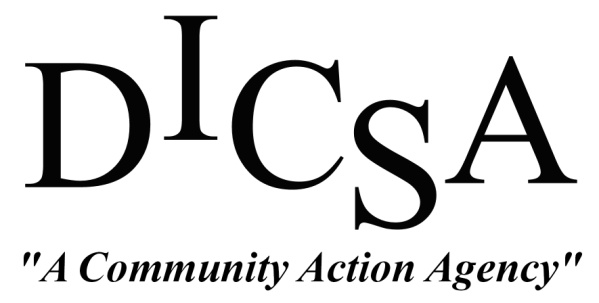 DICSA
"A Community Action Agency"